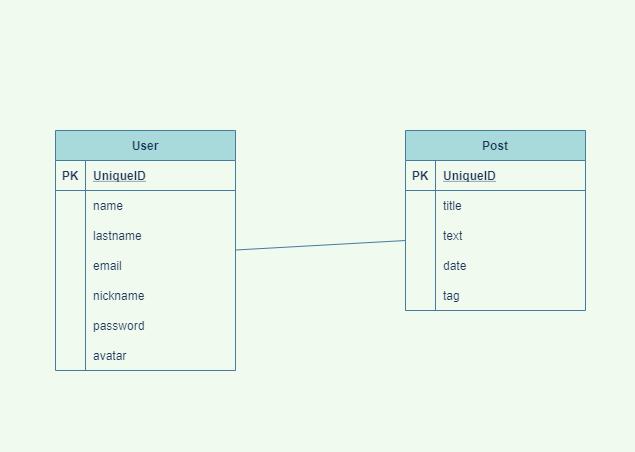 User
PK UniqueID
name
lastname
email
nickname
password
avatar
Post
PK UniqueID
title
text
date
tag